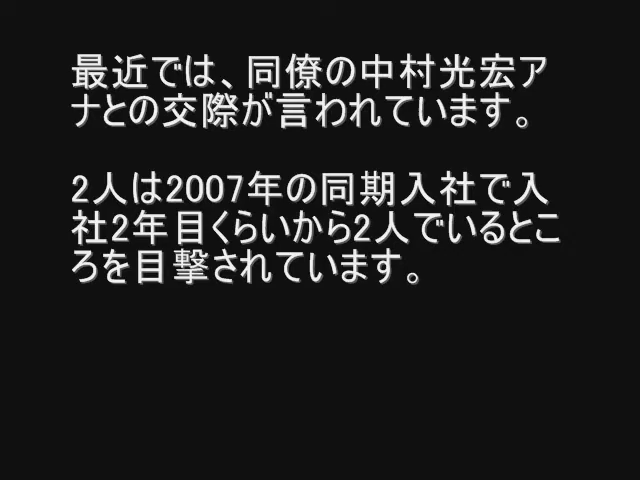 最近では、同僚の中村光宏ア
ナとの交際が言われています。
2人は2007年の同期入社で入
社2年目くらいから2人でいるとこ
ろを目撃されています。